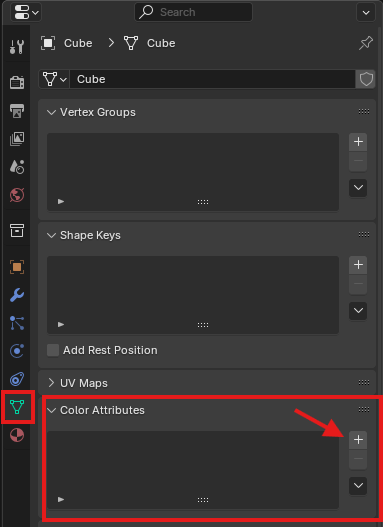 Search
Cube > Cube
Cube
Vertex Groups
Shape Keys
Add Rest Position
UV Maps
Color Attributes